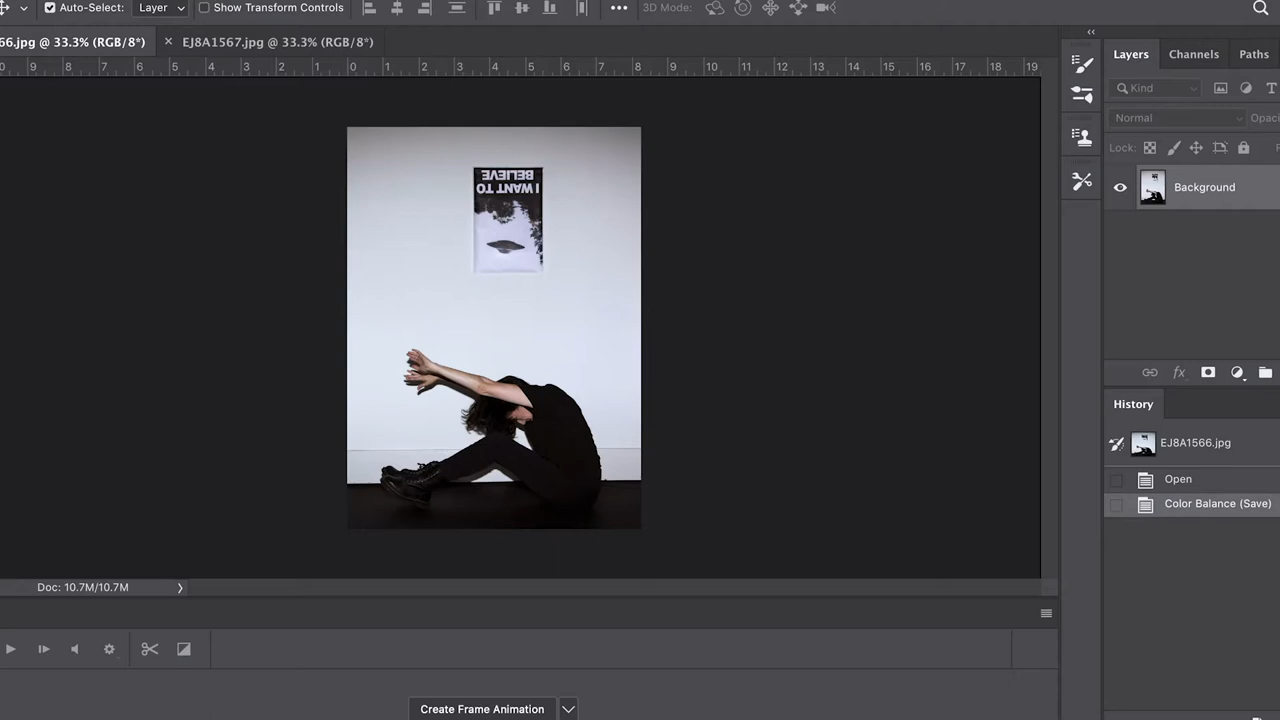 Auto-Select: Layer Show Transform Controls 3D Mode:
66.jpg @ 33.3% (RGB/8*) × EJ8A1567.jpg @ 33.3% (RGB/8*)
9 8 7 6 5 4 3 2 1 0 1 2 3 4 5 6 7 8 9 10 11 12 13 14 15 16 17 18 19
Layers Channels Paths
Kind
Normal Opaci
Lock:
Background
I WANT TO
BELIEVE
History
EJ8A1566.jpg
Open
Color Balance (Save)
Doc: 10.7M/10.7M
Create Frame Animation